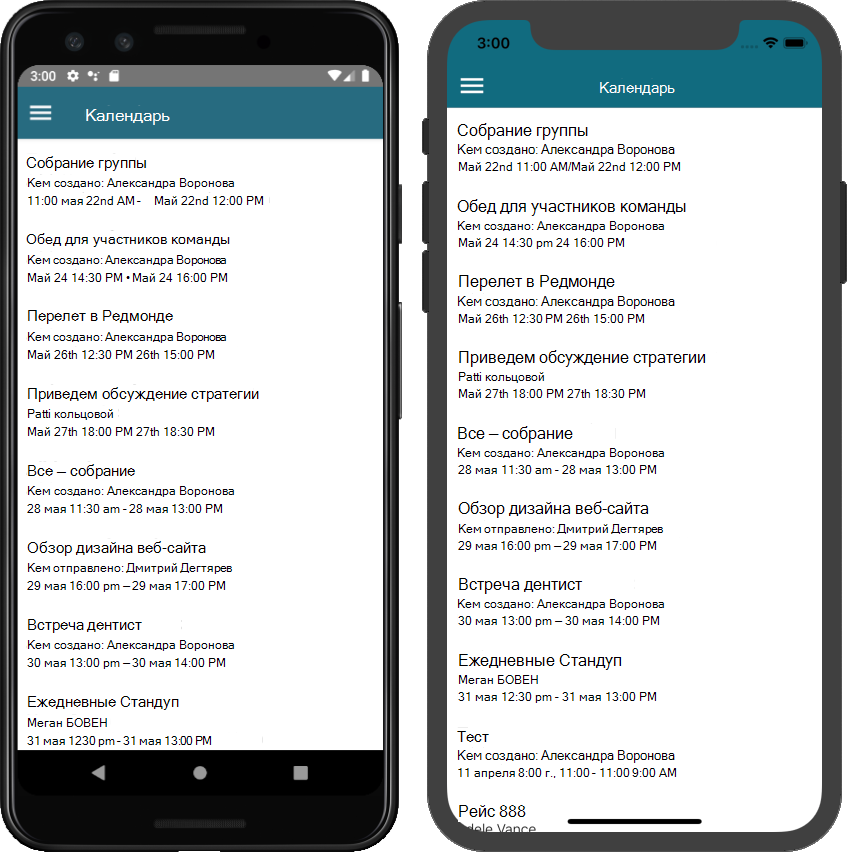 3:00
Календарь
Собрание группы
Кем создано: Александра Воронова
11:00 мая 22nd AM - Май 22nd 12:00 PM
Обед для участников команды
Кем создано: Александра Воронова
Май 24 14:30 PM • Май 24 16:00 PM
Перелет в Редмонде
Кем создано: Александра Воронова
Май 26th 12:30 PM 26th 15:00 PM
Приведем обсуждение стратегии
Patti кольцовой
Май 27th 18:00 PM 27th 18:30 PM
Все – собрание
Кем создано: Александра Воронова
28 мая 11:30 am - 28 мая 13:00 PM
Обзор дизайна веб-сайта
Кем отправлено: Дмитрий Дегтярев
29 мая 16:00 pm – 29 мая 17:00 PM
Встреча дентист
Кем создано: Александра Воронова
30 мая 13:00 pm – 30 мая 14:00 PM
Ежедневные Стандуп
Меган БОВЕН
31 мая 1230 pm - 31 мая 13:00 PM
3:00
Календарь
Собрание группы
Кем создано: Александра Воронова
Май 22nd 11:00 AM/Май 22nd 12:00 PM
Обед для участников команды
Кем создано: Александра Воронова
Май 24 14:30 pm 24 16:00 PM
Перелет в Редмонде
Кем создано: Александра Воронова
Май 26th 12:30 PM 26th 15:00 PM
Приведем обсуждение стратегии
Patti кольцовой
Май 27th 18:00 PM 27th 18:30 PM
Все – собрание
Кем создано: Александра Воронова
28 мая 11:30 am - 28 мая 13:00 PM
Обзор дизайна веб-сайта
Кем отправлено: Дмитрий Дегтярев
29 мая 16:00 pm – 29 мая 17:00 PM
Встреча дентист
Кем создано: Александра Воронова
30 мая 13:00 pm – 30 мая 14:00 PM
Ежедневные Стандуп
Меган БОВЕН
31 мая 12:30 pm - 31 мая 13:00 PM
Тест
Кем создано: Александра Воронова
11 апреля 8:00 г., 11:00 - 11:00 9:00 AM
Рейс 888
Adele Vance